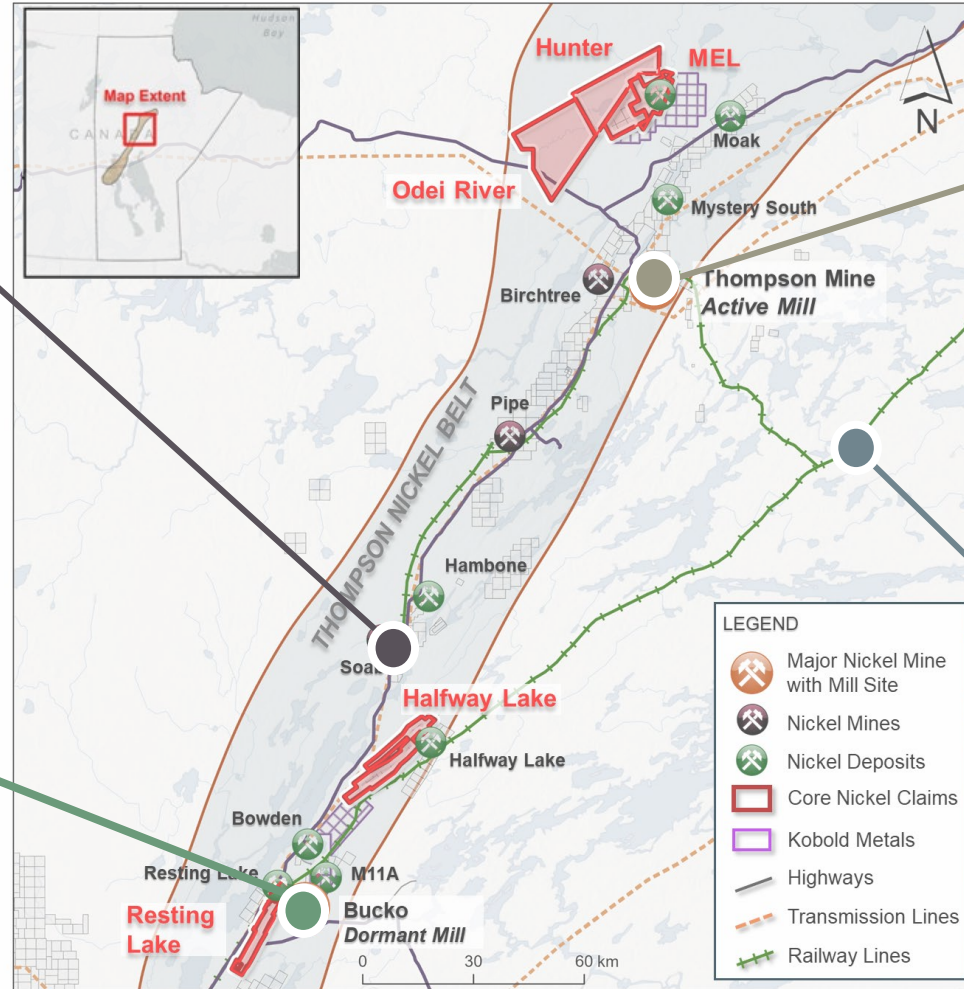 Hudson
Bay
Map Extent
CANADA
Hunter
MEL
N
Moak
Odei River
Mystery South
Birchtree
Thompson Mine
Active Mill
Pipe
THOMPSON NICKEL BELT
Hambone
Halfway Lake
Halfway Lake
Bowden
Resting Lake
M11A
Resting
Lake
Bucko
Dormant Mill
0 30 60 km
LEGEND
Major Nickel Mine
with Mill Site
Nickel Mines
Nickel Deposits
Core Nickel Claims
Kobold Metals
Highways
Transmission Lines
Railway Lines